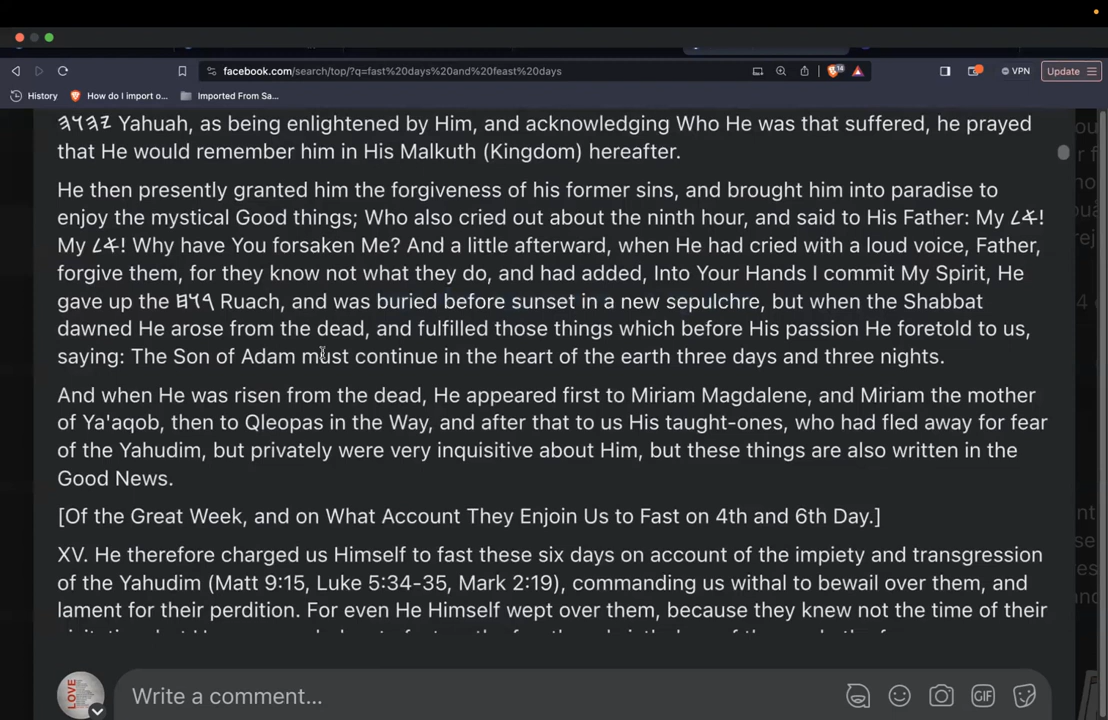 facebook.com/search/top/?q=fast%20days%20and%20feast%20days
14
VPN
Update
History
How do I import o...
Imported From Sa...
𐤉𐤄𐤅𐤄 Yahuah, as being enlightened by Him, and acknowledging Who He was that suffered, he prayed
that He would remember him in His Malkuth (Kingdom) hereafter.
He then presently granted him the forgiveness of his former sins, and brought him into paradise to
enjoy the mystical Good things; Who also cried out about the ninth hour, and said to His Father: My 𐤀𐤋!
My 𐤀𐤋! Why have You forsaken Me? And a little afterward, when He had cried with a loud voice, Father,
forgive them, for they know not what they do, and had added, Into Your Hands I commit My Spirit, He
gave up the 𐤓𐤅𐤇 Ruach, and was buried before sunset in a new sepulchre, but when the Shabbat
dawned He arose from the dead, and fulfilled those things which before His passion He foretold to us,
saying: The Son of Adam must continue in the heart of the earth three days and three nights.
And when He was risen from the dead, He appeared first to Miriam Magdalene, and Miriam the mother
of Ya'aqob, then to Qleopas in the Way, and after that to us His taught-ones, who had fled away for fear
of the Yahudim, but privately were very inquisitive about Him, but these things are also written in the
Good News.
[Of the Great Week, and on What Account They Enjoin Us to Fast on 4th and 6th Day.]
XV. He therefore charged us Himself to fast these six days on account of the impiety and transgression
of the Yahudim (Matt 9:15, Luke 5:34-35, Mark 2:19), commanding us withal to bewail over them, and
lament for their perdition. For even He Himself wept over them, because they knew not the time of their
LOVE
Write a comment...
GIF